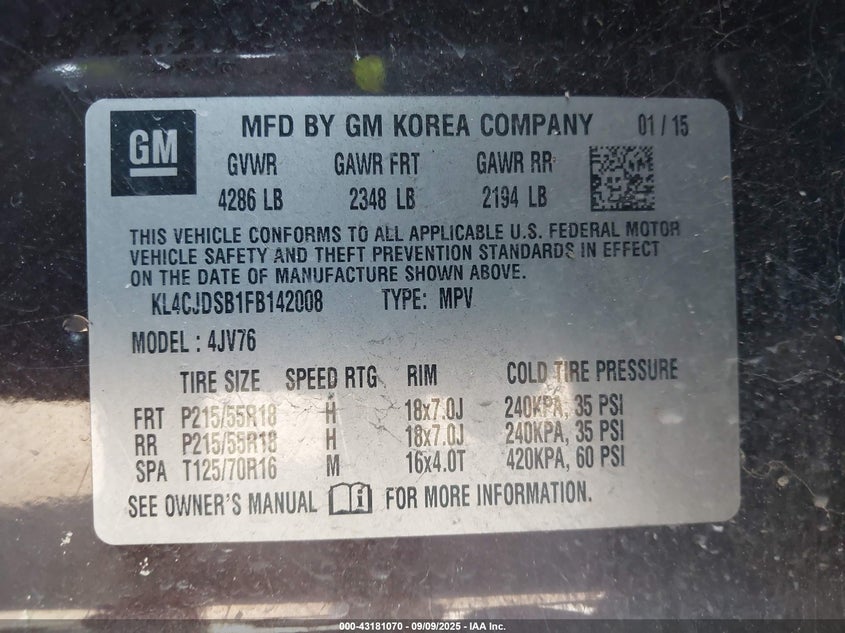 GM
MFD BY GM KOREA COMPANY 01 / 15
GVWR GAWR FRT GAWR RR
4286 LB 2348 LB 2194 LB
THIS VEHICLE CONFORMS TO ALL APPLICABLE U.S. FEDERAL MOTOR
VEHICLE SAFETY AND THEFT PREVENTION STANDARDS IN EFFECT
ON THE DATE OF MANUFACTURE SHOWN ABOVE.
KL4CJDSB1FB142008 TYPE: MPV
MODEL : 4JV76
TIRE SIZE SPEED RTG RIM COLD TIRE PRESSURE
FRT P215/55R18 H 18x7.0J 240KPA, 35 PSI
RR P215/55R18 H 18x7.0J 240KPA, 35 PSI
SPA T125/70R16 M 16x4.0T 420KPA, 60 PSI
SEE OWNER'S MANUAL FOR MORE INFORMATION.
000-43181070 - 09/09/2025 - IAA Inc.